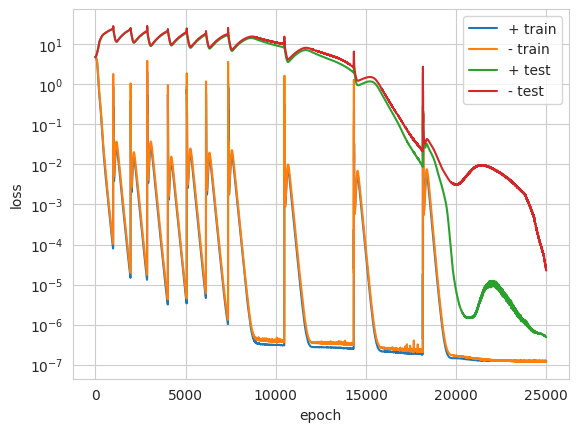 + train
- train
+ test
- test
10^1
10^0
10^−1
10^−2
10^−3
10^−4
10^−5
10^−6
10^−7
loss
0 5000 10000 15000 20000 25000
epoch